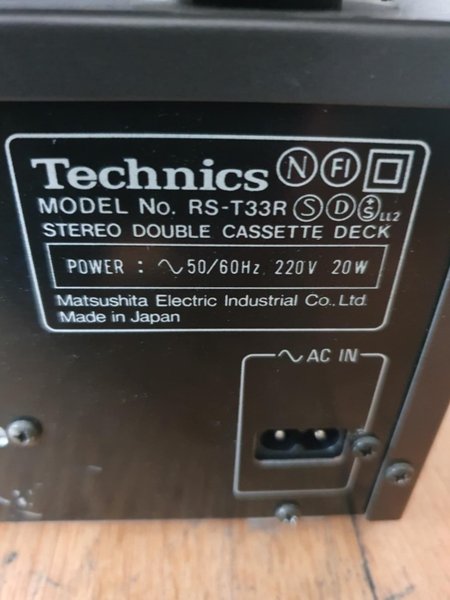 Technics N FI
MODEL No. RS-T33R S D +S LL2
STEREO DOUBLE CASSETTE DECK
POWER : ∿50/60Hz 220V 20W
Matsushita Electric Industrial Co., Ltd.
Made in Japan
∿ AC IN